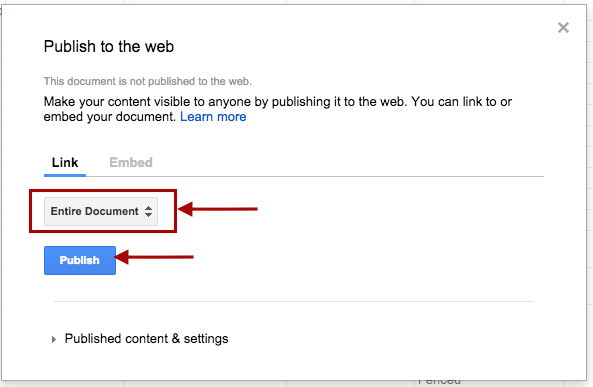 Publish to the web
This document is not published to the web.
Make your content visible to anyone by publishing it to the web. You can link to or
embed your document. Learn more
Link Embed
Entire Document
Publish
Published content & settings